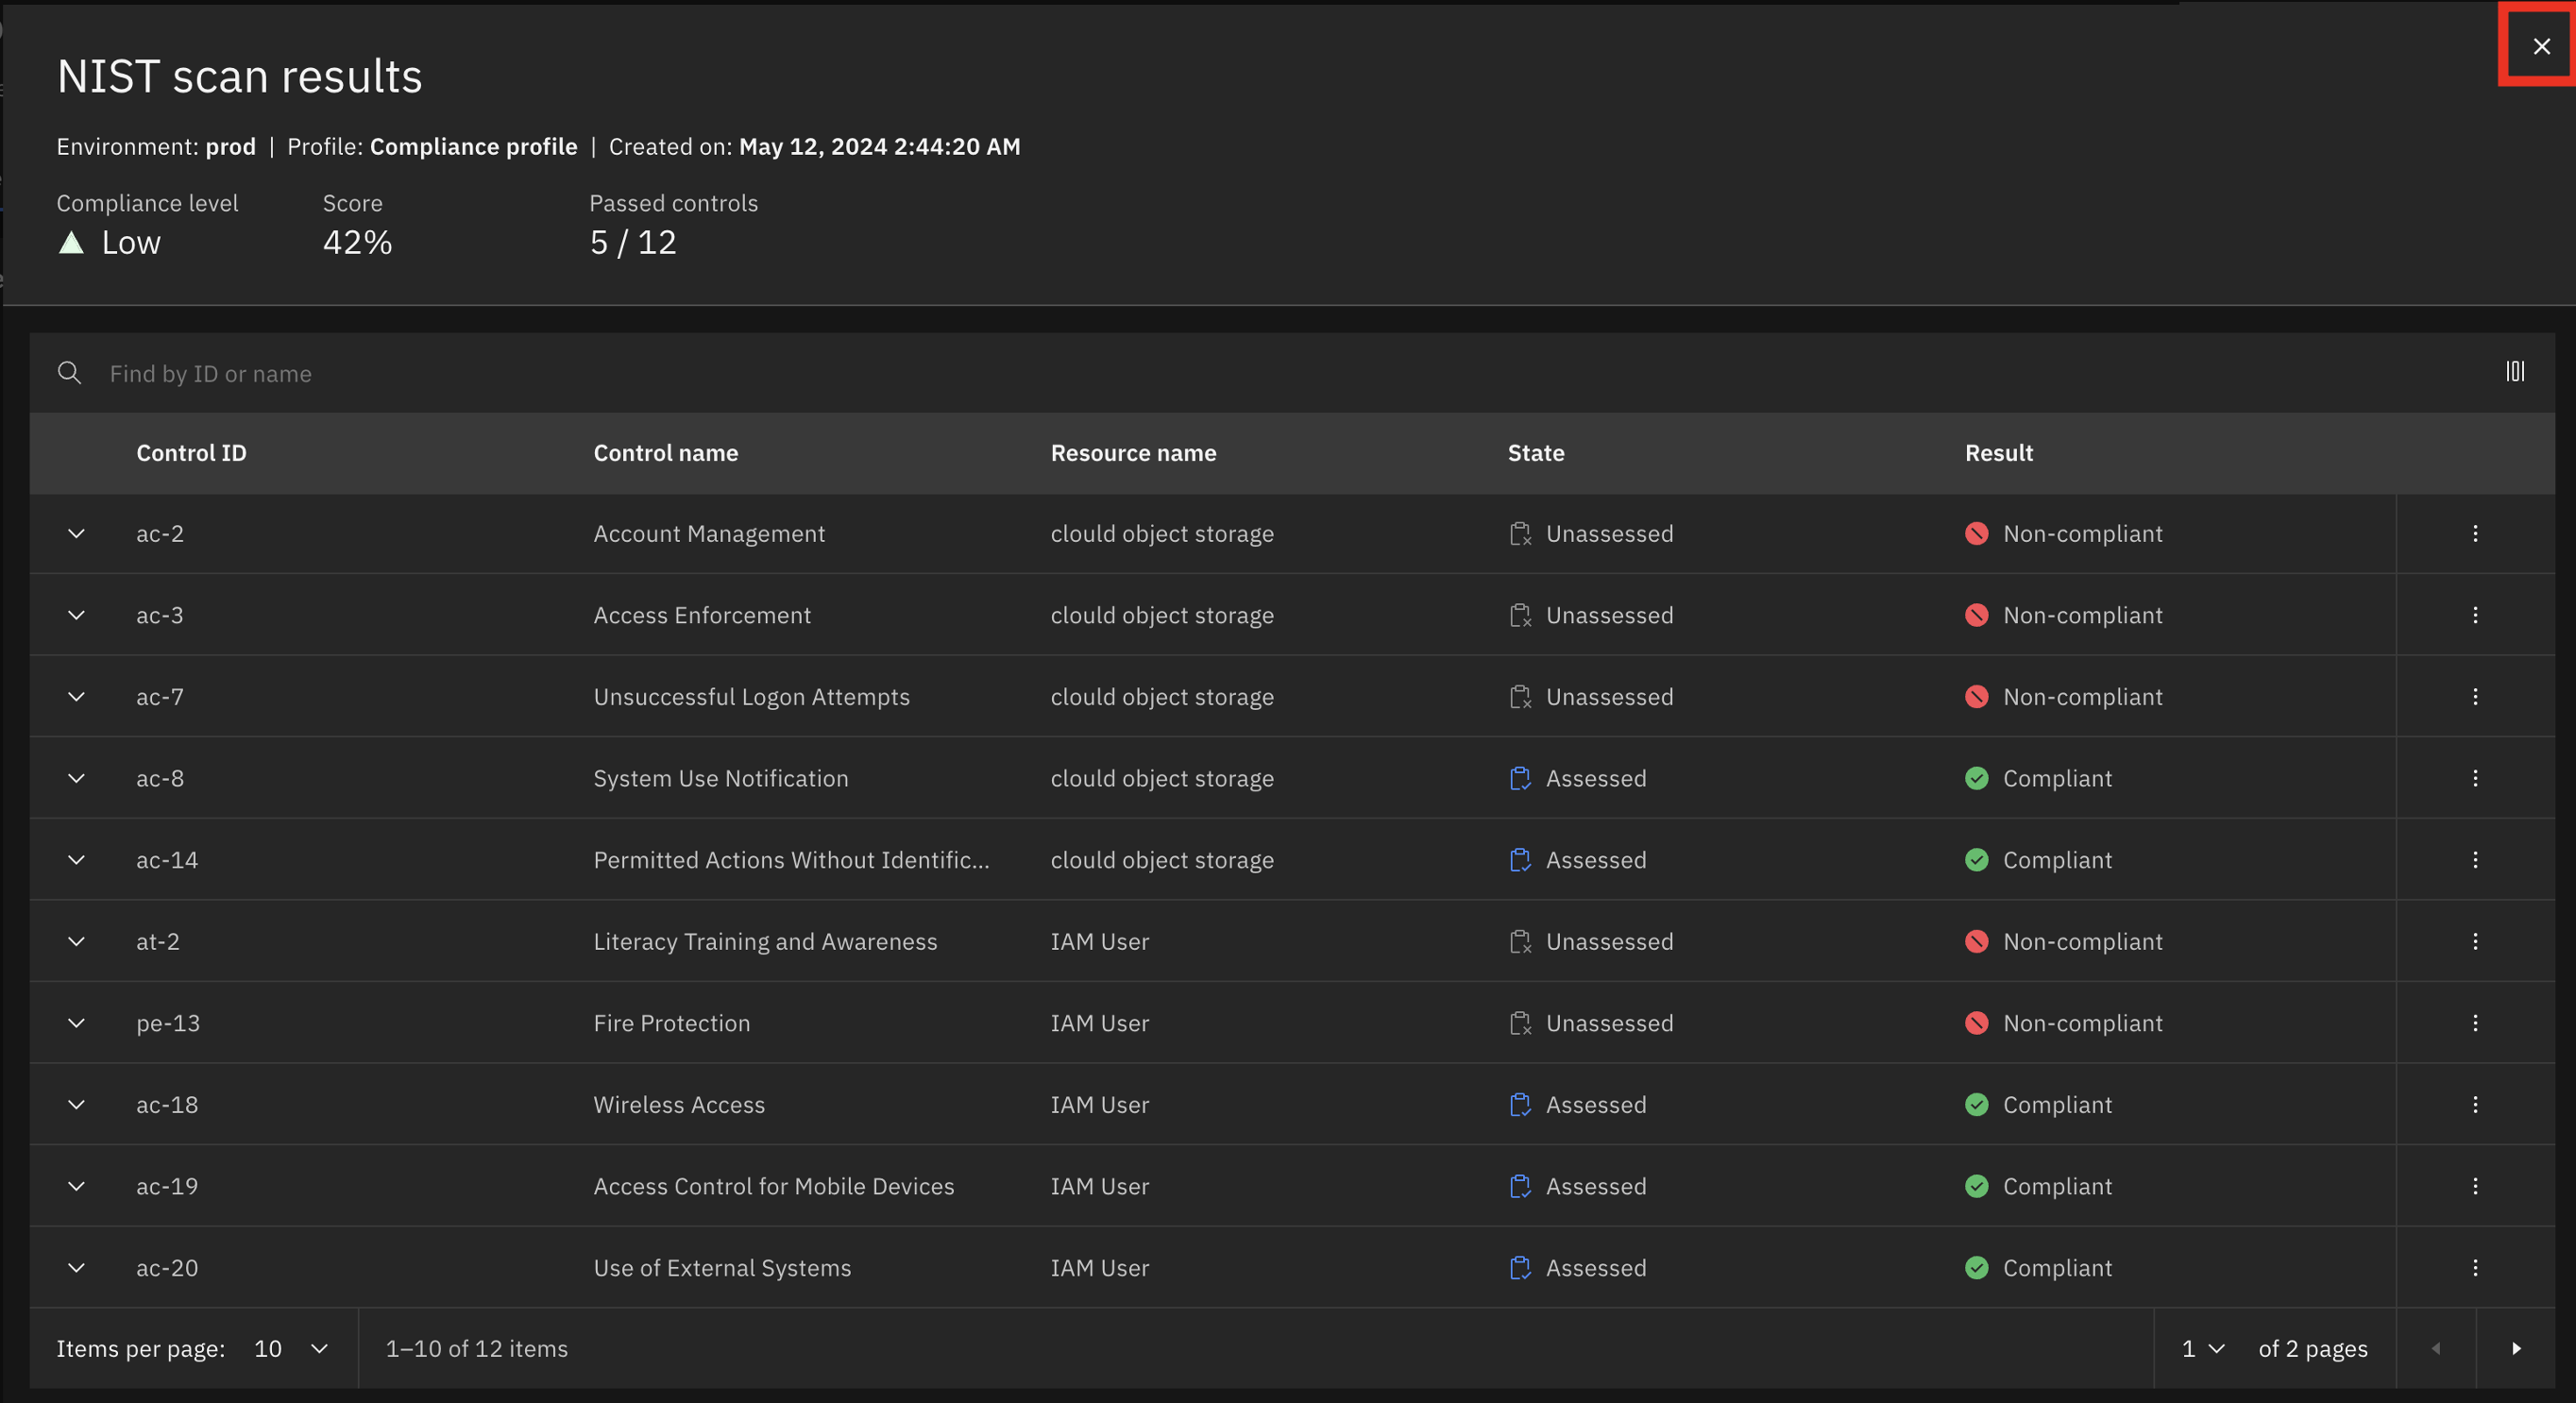 NIST scan results
Environment: prod | Profile: Compliance profile | Created on: May 12, 2024 2:44:20 AM
Compliance level Score Passed controls
Low 42% 5 / 12
Find by ID or name
Control ID Control name Resource name State Result
ac-2 Account Management clould object storage Unassessed Non-compliant
ac-3 Access Enforcement clould object storage Unassessed Non-compliant
ac-7 Unsuccessful Logon Attempts clould object storage Unassessed Non-compliant
ac-8 System Use Notification clould object storage Assessed Compliant
ac-14 Permitted Actions Without Identific... clould object storage Assessed Compliant
at-2 Literacy Training and Awareness IAM User Unassessed Non-compliant
pe-13 Fire Protection IAM User Unassessed Non-compliant
ac-18 Wireless Access IAM User Assessed Compliant
ac-19 Access Control for Mobile Devices IAM User Assessed Compliant
ac-20 Use of External Systems IAM User Assessed Compliant
Items per page: 10 1–10 of 12 items 1 of 2 pages